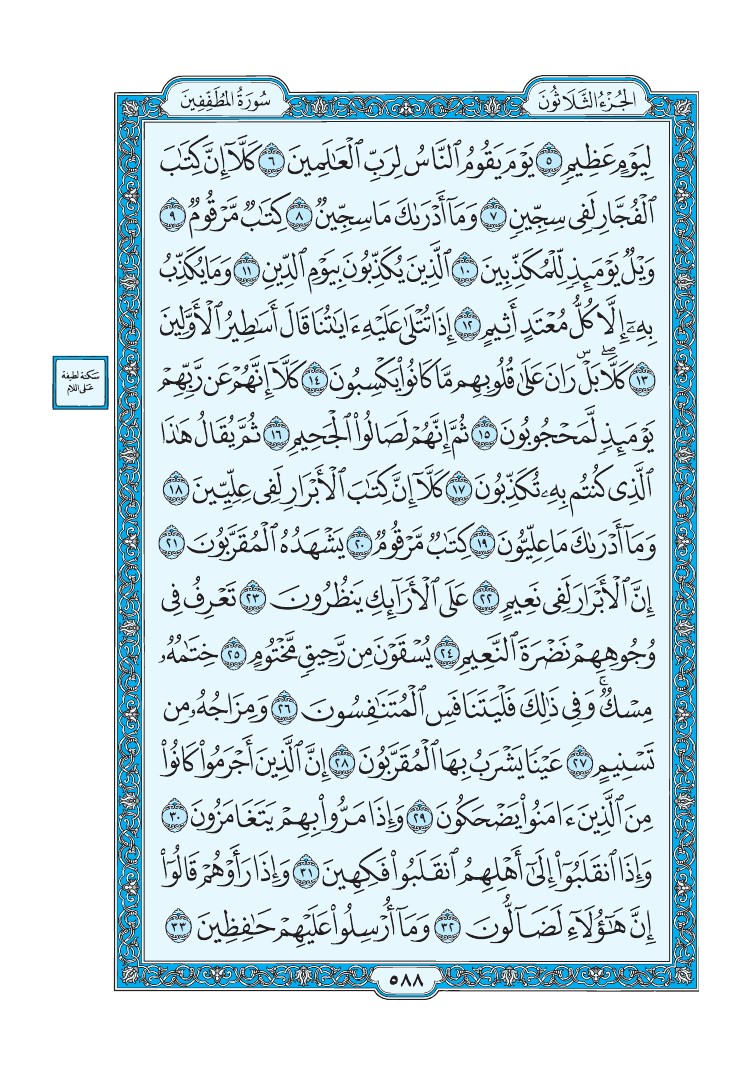 الجُزْءُ الثَّلَاثُونَ
سُورَةُ المُطَفِّفِينَ
لِيَوْمٍ عَظِيمٍ ٥ يَوْمَ يَقُومُ ٱلنَّاسُ لِرَبِّ ٱلْعَٰلَمِينَ ٦ كَلَّآ إِنَّ كِتَٰبَ
ٱلْفُجَّارِ لَفِى سِجِّينٍ ٧ وَمَآ أَدْرَىٰكَ مَا سِجِّينٌ ٨ كِتَٰبٌ مَّرْقُومٌ ٩
وَيْلٌ يَوْمَئِذٍ لِّلْمُكَذِّبِينَ ١٠ ٱلَّذِينَ يُكَذِّبُونَ بِيَوْمِ ٱلدِّينِ ١١ وَمَا يُكَذِّبُ
بِهِۦٓ إِلَّا كُلُّ مُعْتَدٍ أَثِيمٍ ١٢ إِذَا تُتْلَىٰ عَلَيْهِ ءَايَٰتُنَا قَالَ أَسَٰطِيرُ ٱلْأَوَّلِينَ
١٣ كَلَّاۖ بَلْۜ رَانَ عَلَىٰ قُلُوبِهِم مَّا كَانُوا۟ يَكْسِبُونَ ١٤ كَلَّآ إِنَّهُمْ عَن رَّبِّهِمْ
يَوْمَئِذٍ لَّمَحْجُوبُونَ ١٥ ثُمَّ إِنَّهُمْ لَصَالُوا۟ ٱلْجَحِيمِ ١٦ ثُمَّ يُقَالُ هَٰذَا
ٱلَّذِى كُنتُم بِهِۦ تُكَذِّبُونَ ١٧ كَلَّآ إِنَّ كِتَٰبَ ٱلْأَبْرَارِ لَفِى عِلِّيِّينَ ١٨
وَمَآ أَدْرَىٰكَ مَا عِلِّيُّونَ ١٩ كِتَٰبٌ مَّرْقُومٌ ٢٠ يَشْهَدُهُ ٱلْمُقَرَّبُونَ ٢١
إِنَّ ٱلْأَبْرَارَ لَفِى نَعِيمٍ ٢٢ عَلَى ٱلْأَرَآئِكِ يَنظُرُونَ ٢٣ تَعْرِفُ فِى
وُجُوهِهِمْ نَضْرَةَ ٱلنَّعِيمِ ٢٤ يُسْقَوْنَ مِن رَّحِيقٍ مَّخْتُومٍ ٢٥ خِتَٰمُهُۥ
مِسْكٌۚ وَفِى ذَٰلِكَ فَلْيَتَنَافَسِ ٱلْمُتَنَٰفِسُونَ ٢٦ وَمِزَاجُهُۥ مِن
تَسْنِيمٍ ٢٧ عَيْنًا يَشْرَبُ بِهَا ٱلْمُقَرَّبُونَ ٢٨ إِنَّ ٱلَّذِينَ أَجْرَمُوا۟ كَانُوا۟
مِنَ ٱلَّذِينَ ءَامَنُوا۟ يَضْحَكُونَ ٢٩ وَإِذَا مَرُّوا۟ بِهِمْ يَتَغَامَزُونَ ٣٠
وَإِذَا ٱنقَلَبُوٓا۟ إِلَىٰٓ أَهْلِهِمُ ٱنقَلَبُوا۟ فَكِهِينَ ٣١ وَإِذَا رَأَوْهُمْ قَالُوٓا۟
إِنَّ هَٰٓؤُلَآءِ لَضَآلُّونَ ٣٢ وَمَآ أُرْسِلُوا۟ عَلَيْهِمْ حَٰفِظِينَ ٣٣
سكتة لطيفة
على اللام
٥٨٨